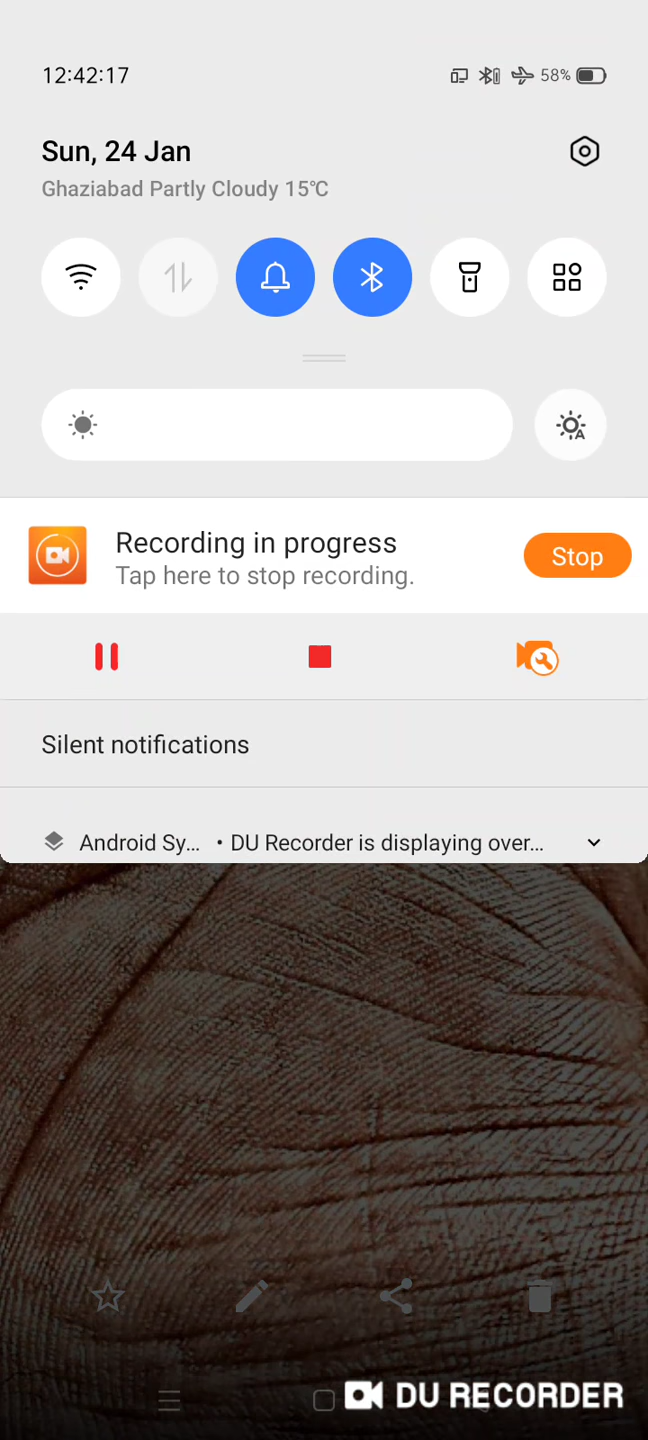 12:42:17
58%
Sun, 24 Jan
Ghaziabad Partly Cloudy 15°C
Recording in progress
Tap here to stop recording.
Stop
Silent notifications
Android Sy... • DU Recorder is displaying over...
DU RECORDER